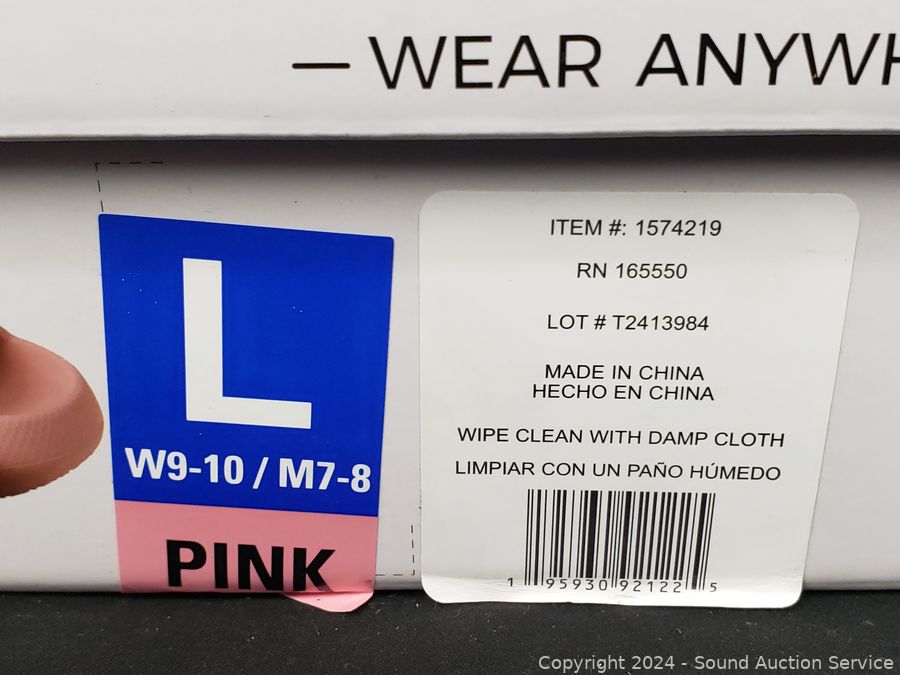 — WEAR ANYWH
L
W9-10 / M7-8
PINK
ITEM #: 1574219
RN 165550
LOT # T2413984
MADE IN CHINA
HECHO EN CHINA
WIPE CLEAN WITH DAMP CLOTH
LIMPIAR CON UN PAÑO HÚMEDO
1 95930 92122 5
Copyright 2024 - Sound Auction Service